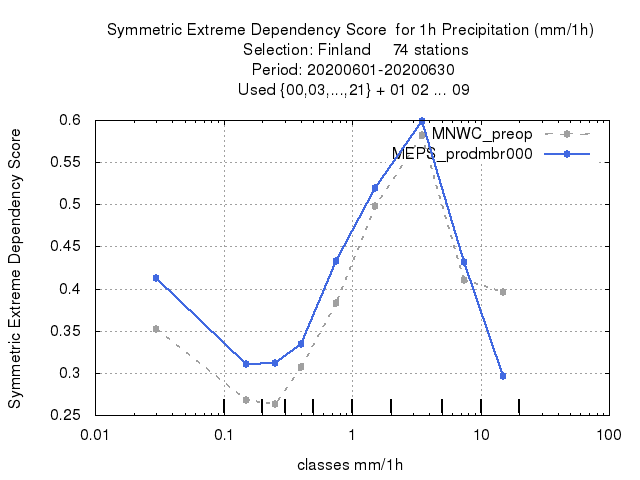 Symmetric Extreme Dependency Score  for 1h Precipitation (mm/1h)
Selection: Finland     74 stations
Period: 20200601-20200630
Used {00,03,...,21} + 01 02 ... 09
Symmetric Extreme Dependency Score
0.6
0.55
0.5
0.45
0.4
0.35
0.3
0.25
MNWC_preop
MEPS_prodmbr000
0.01
0.1
1
10
100
classes mm/1h